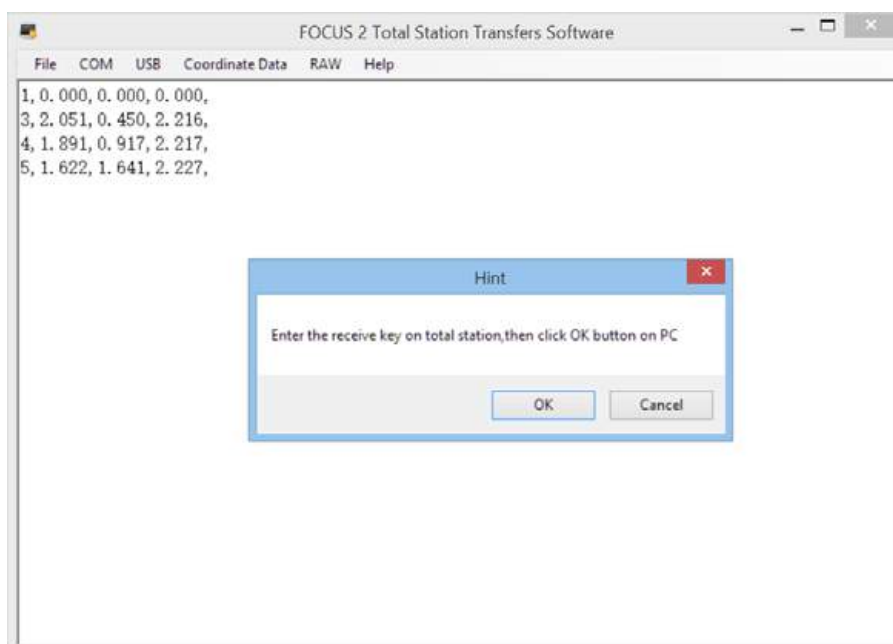 FOCUS 2 Total Station Transfers Software
File COM USB Coordinate Data RAW Help
1, 0. 000, 0. 000, 0. 000,
3, 2. 051, 0. 450, 2. 216,
4, 1. 891, 0. 917, 2. 217,
5, 1. 622, 1. 641, 2. 227,
Hint
Enter the receive key on total station,then click OK button on PC
OK Cancel